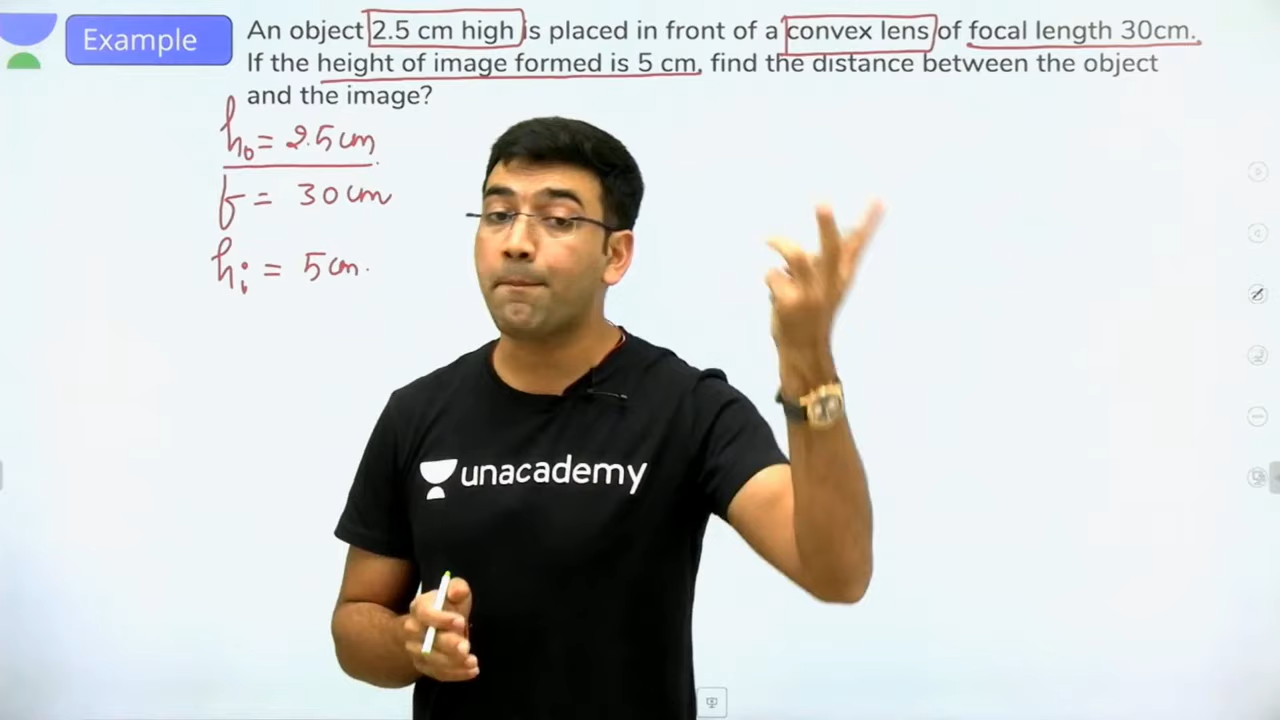 Example
An object 2.5 cm high is placed in front of a convex lens of focal length 30cm.
If the height of image formed is 5 cm, find the distance between the object
and the image?
h₀ = 2.5 cm
f = 30 cm
hᵢ = 5 cm.
unacademy